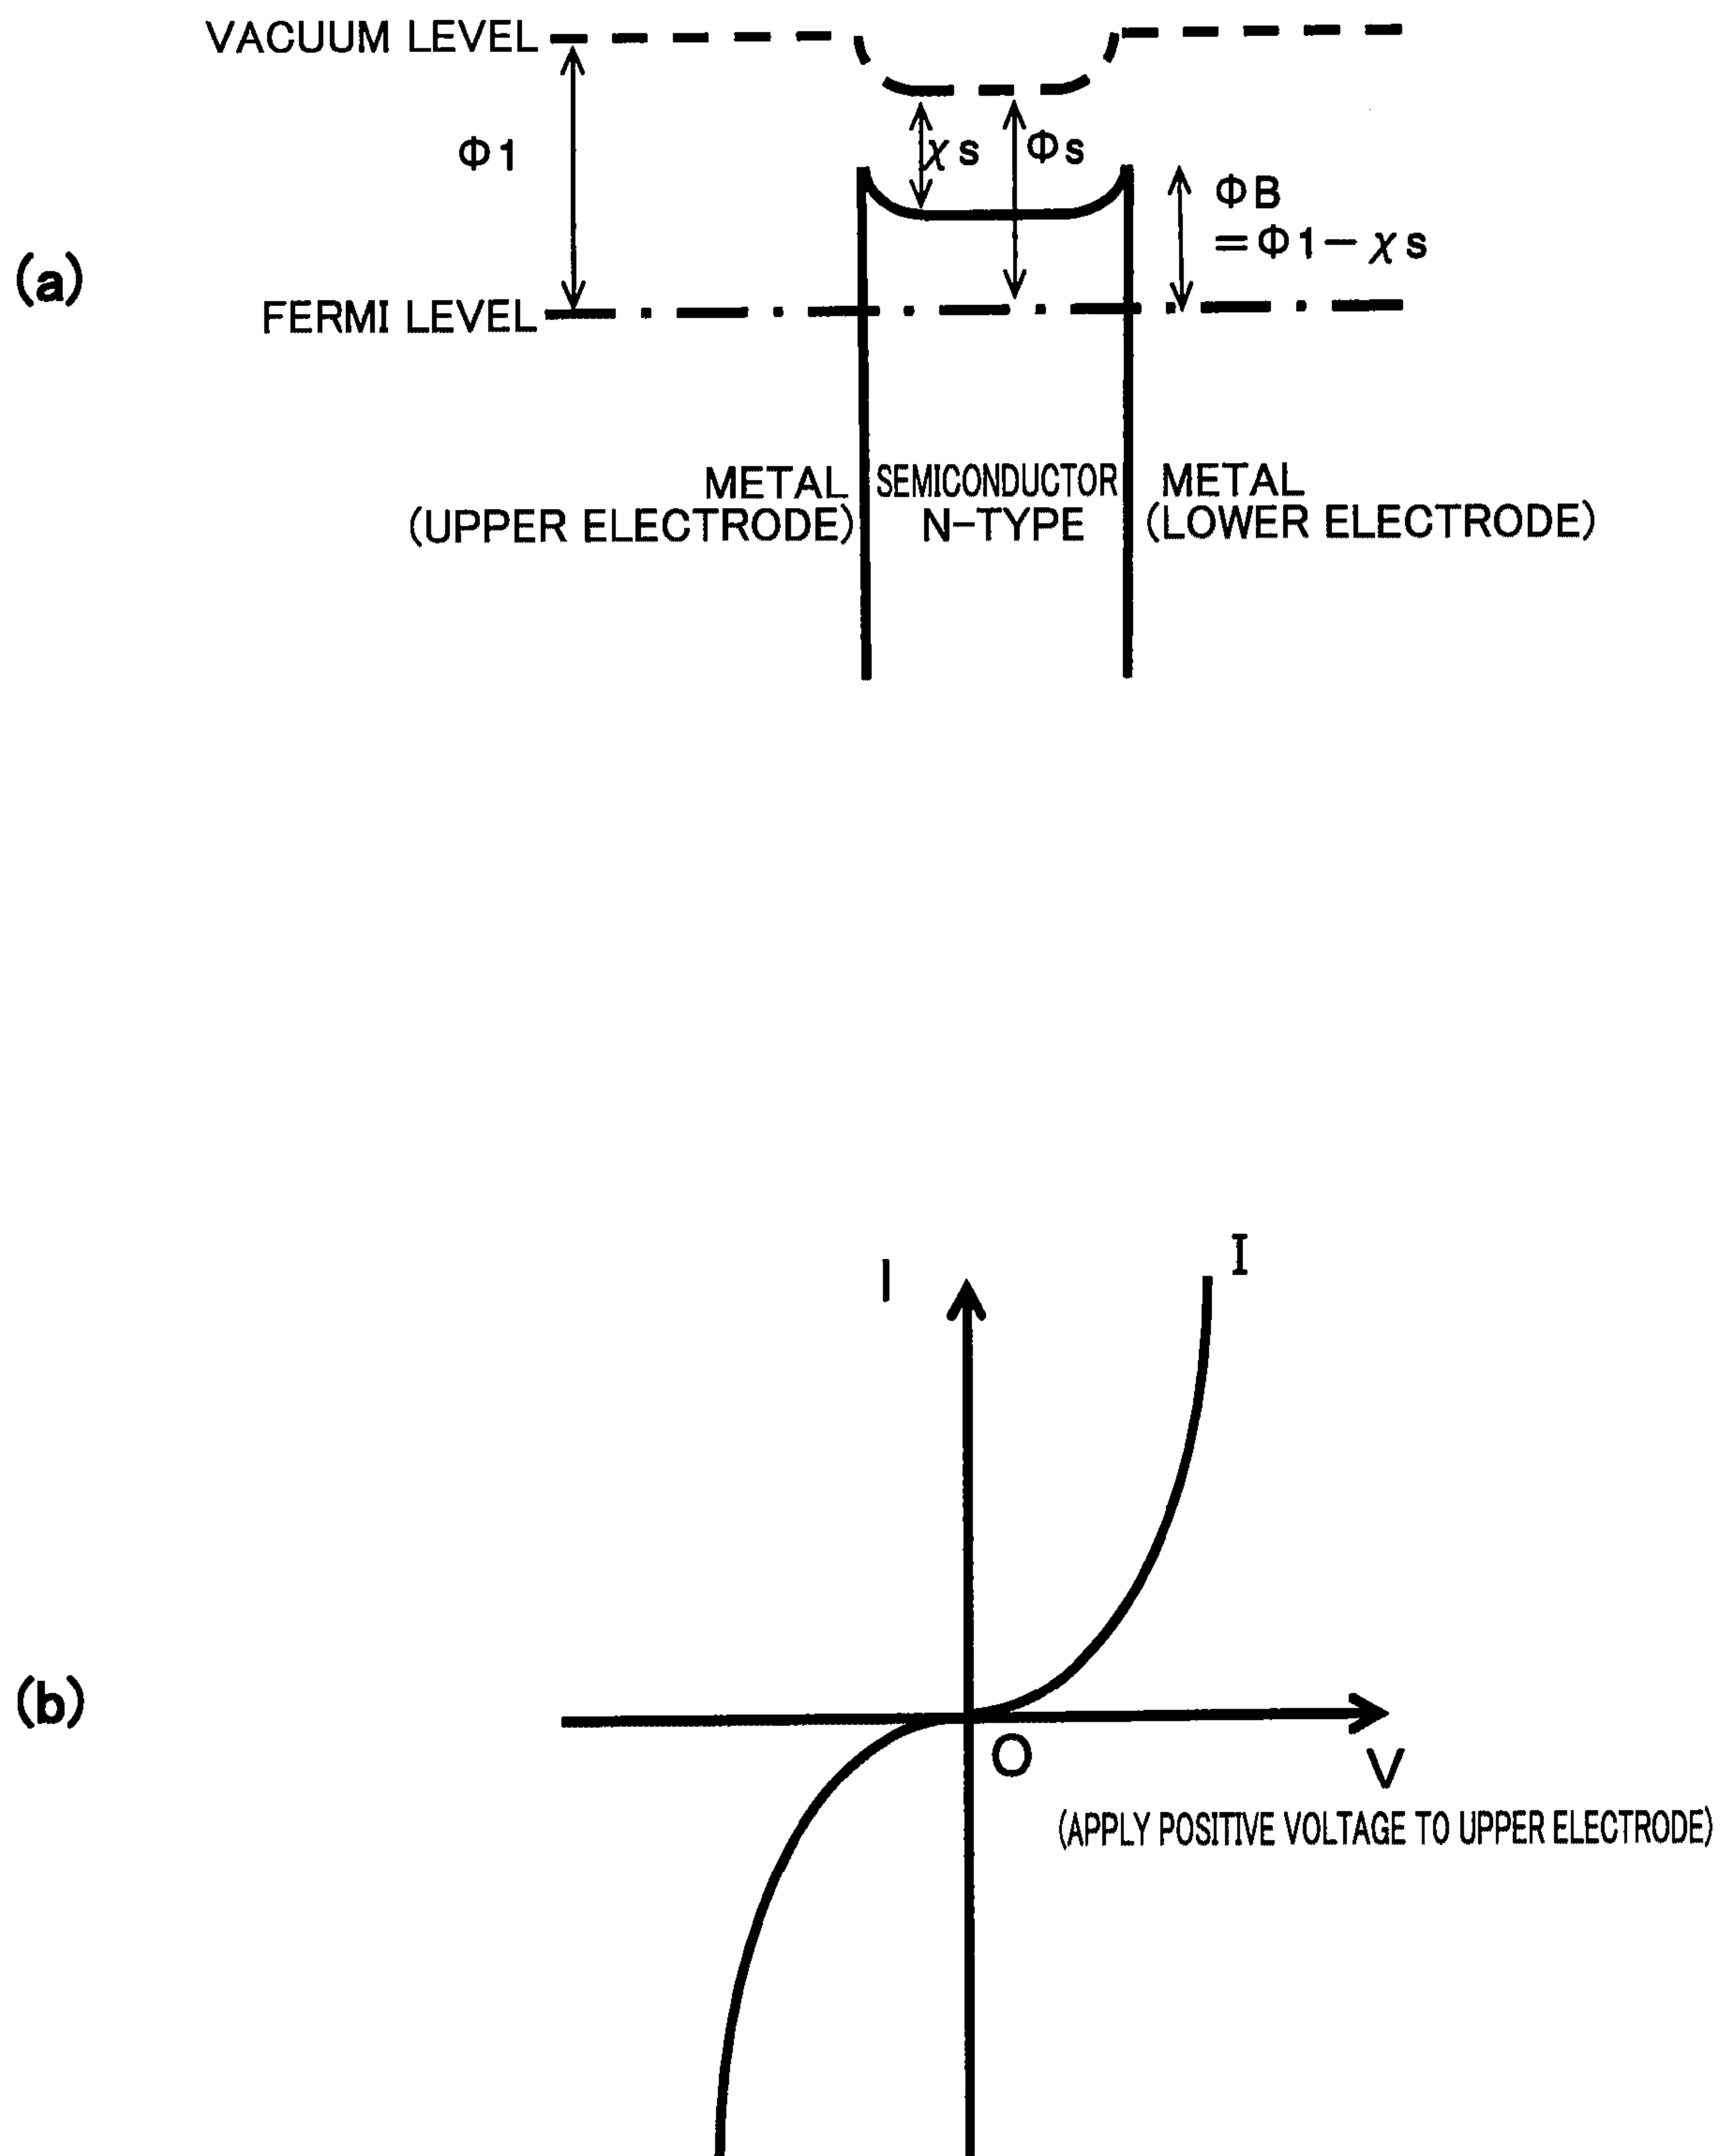 VACUUM LEVEL
Φ1
χs
Φs
ΦB
=Φ1-χs
(a)
FERMI LEVEL
METAL
(UPPER ELECTRODE)
SEMICONDUCTOR
N-TYPE
METAL
(LOWER ELECTRODE)
I
I
(b)
O
V
(APPLY POSITIVE VOLTAGE TO UPPER ELECTRODE)